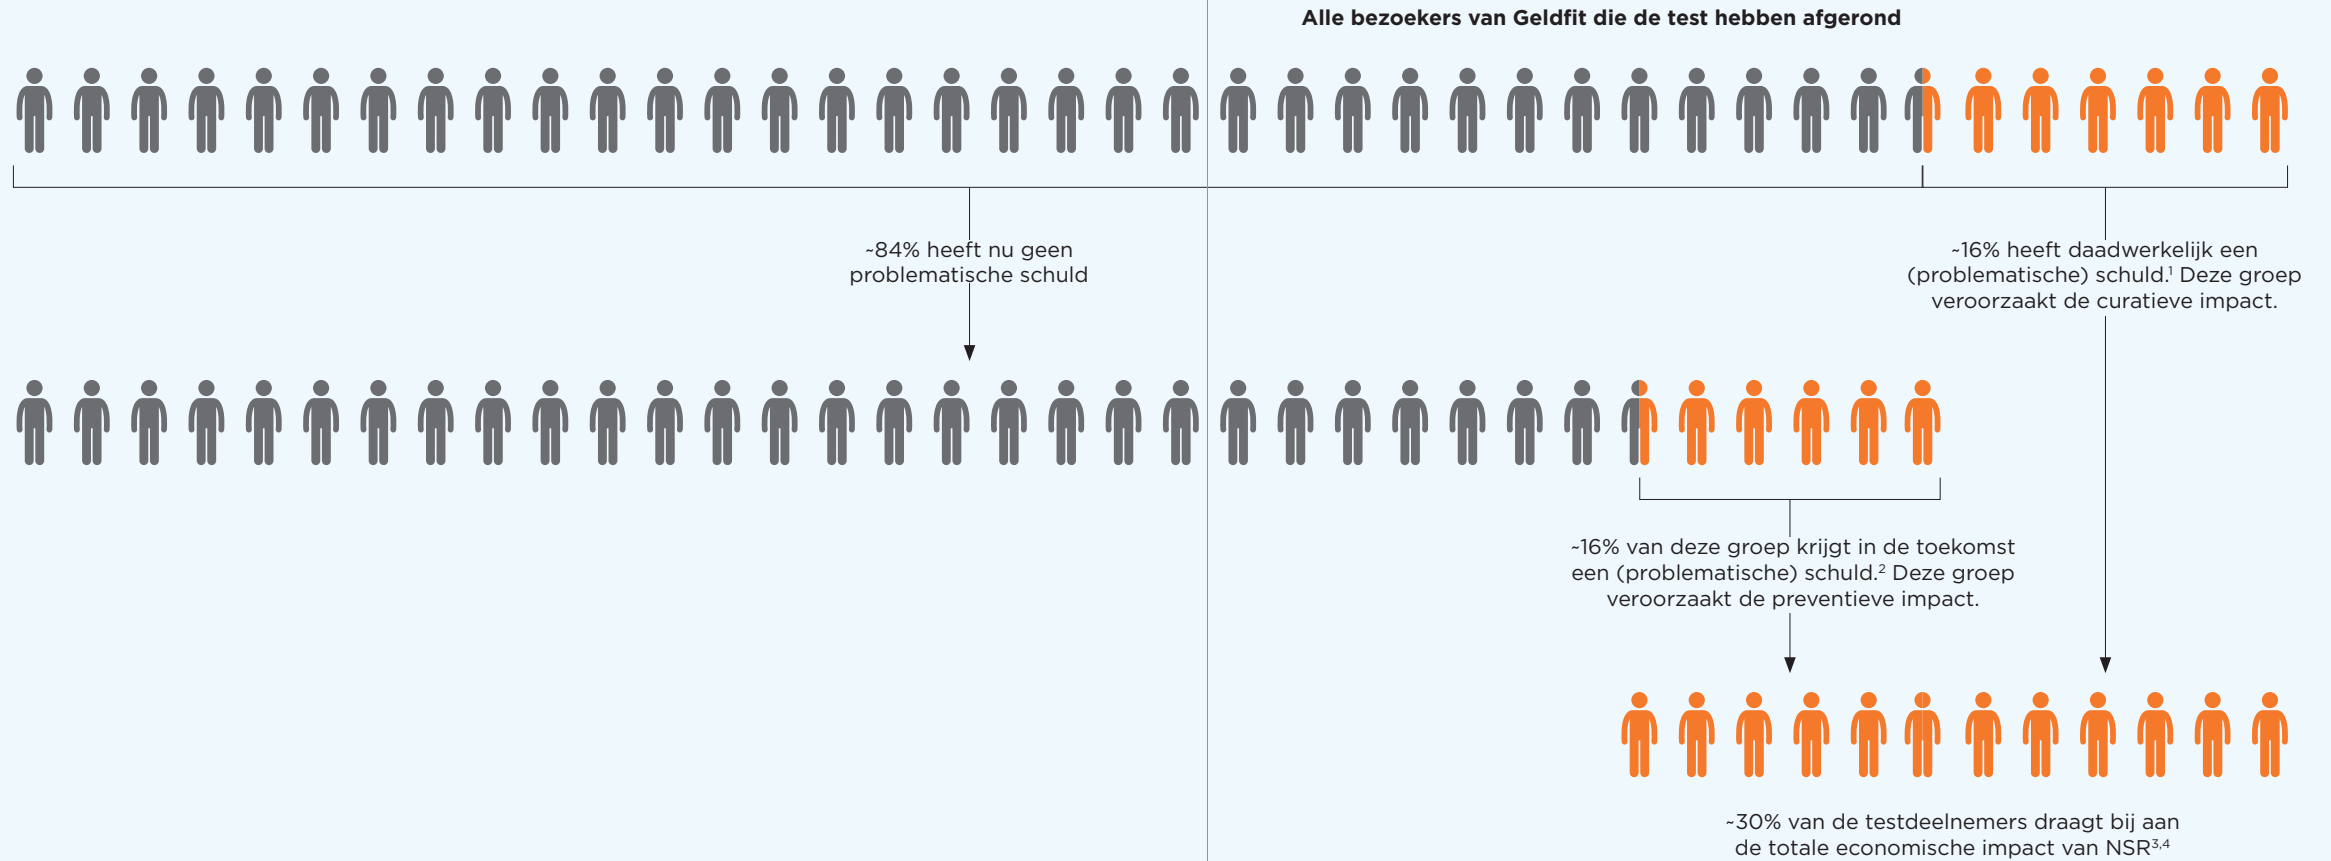 Alle bezoekers van Geldfit die de test hebben afgerond
~84% heeft nu geen
problematische schuld
~16% heeft daadwerkelijk een
(problematische) schuld.¹ Deze groep
veroorzaakt de curatieve impact.
~16% van deze groep krijgt in de toekomst
een (problematische) schuld.² Deze groep
veroorzaakt de preventieve impact.
~30% van de testdeelnemers draagt bij aan
de totale economische impact van NSR³,⁴